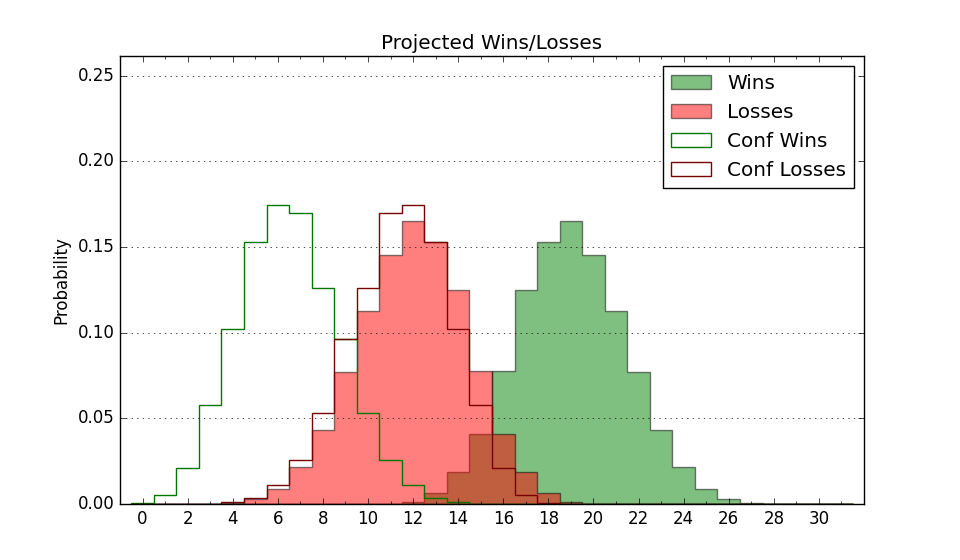 Projected Wins/Losses
0.25
0.20
0.15
0.10
0.05
0.00
Probability
Wins
Losses
Conf Wins
Conf Losses
0 2 4 6 8 10 12 14 16 18 20 22 24 26 28 30